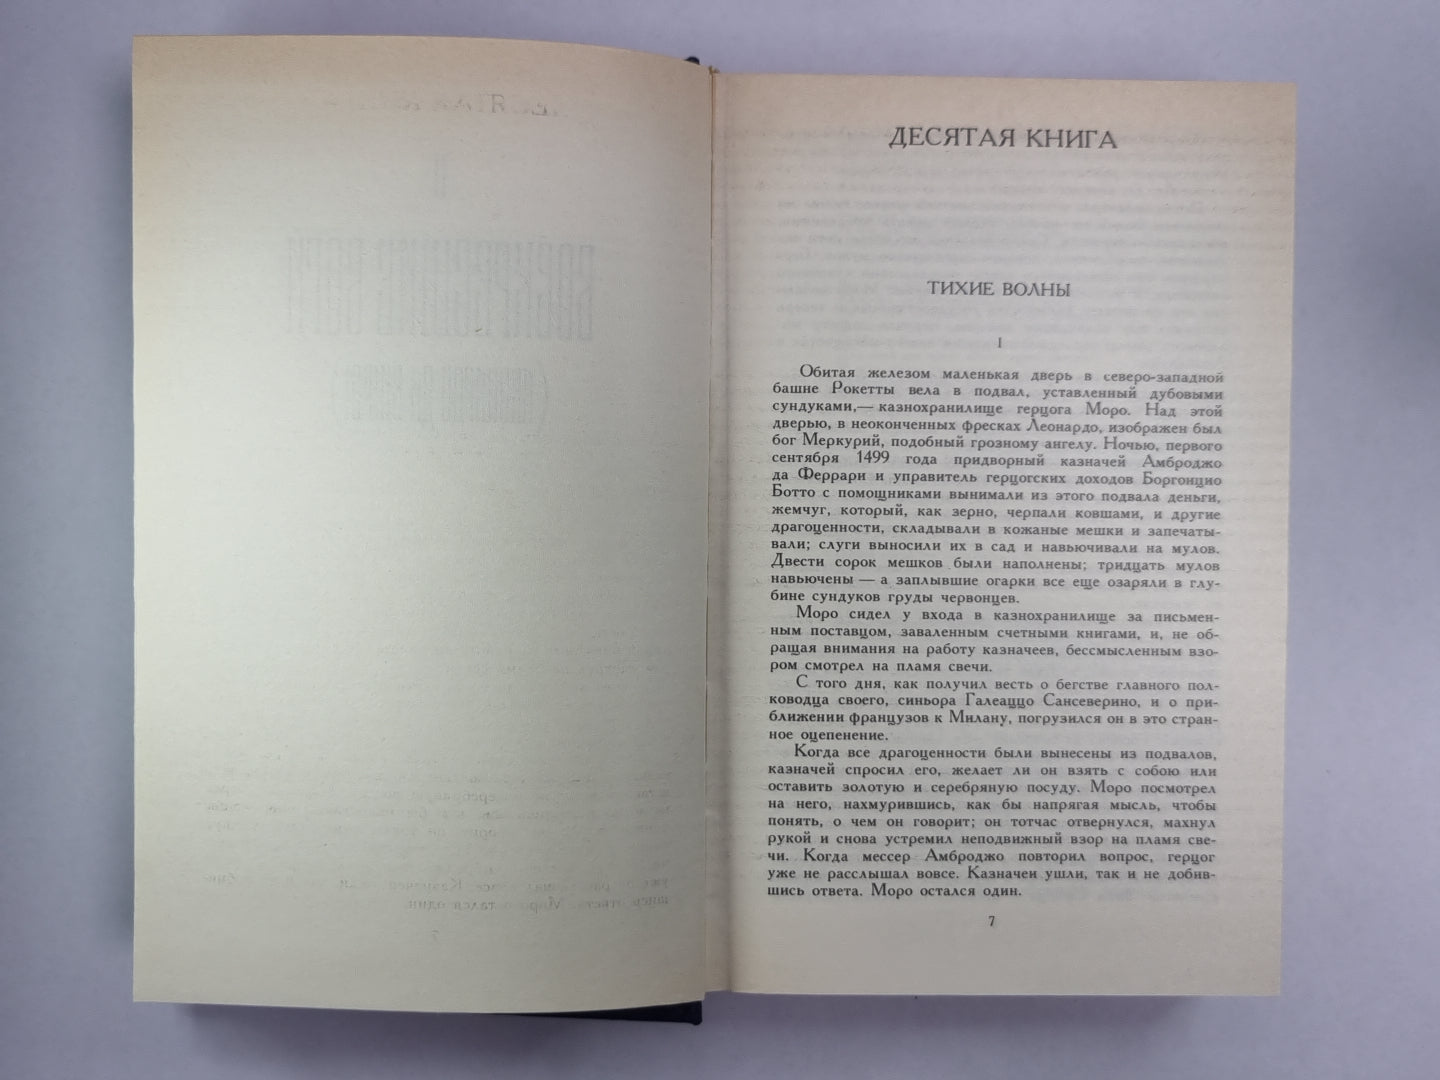 ДЕСЯТАЯ КНИГА
ТИХИЕ ВОЛНЫ
I
Обитая железом маленькая дверь в северо-западной
башне Рокетты вела в подвал, уставленный дубовыми
сундуками,— казнохранилище герцога Моро. Над этой
дверью, в неоконченных фресках Леонардо, изображен был
бог Меркурий, подобный грозному ангелу. Ночью, первого
сентября 1499 года придворный казначей Амброджо
да Феррари и управитель герцогских доходов Боргонцио
Ботто с помощниками вынимали из этого подвала деньги,
жемчуг, который, как зерно, черпали ковшами, и другие
драгоценности, складывали в кожаные мешки и запечаты-
вали; слуги выносили их в сад и навьючивали на мулов.
Двести сорок мешков были наполнены; тридцать мулов
навьючены — а заплывшие огарки все еще озаряли в глу-
бине сундуков груды червонцев.
Моро сидел у входа в казнохранилище за письмен-
ным поставцом, заваленным счетными книгами, и, не об-
ращая внимания на работу казначеев, бессмысленным взо-
ром смотрел на пламя свечи.
С того дня, как получил весть о бегстве главного пол-
ководца своего, синьора Галеаццо Сансеверино, и о при-
ближении французов к Милану, погрузился он в это стран-
ное оцепенение.
Когда все драгоценности были вынесены из подвалов,
казначей спросил его, желает ли он взять с собою или
оставить золотую и серебряную посуду. Моро посмотрел
на него, нахмурившись, как бы напрягая мысль, чтобы
понять, о чем он говорит; он тотчас отвернулся, махнул
рукой и снова устремил неподвижный взор на пламя све-
чи. Когда мессер Амброджо повторил вопрос, герцог
уже не расслышал вовсе. Казначеи ушли, так и не добив-
шись ответа. Моро остался один.
7